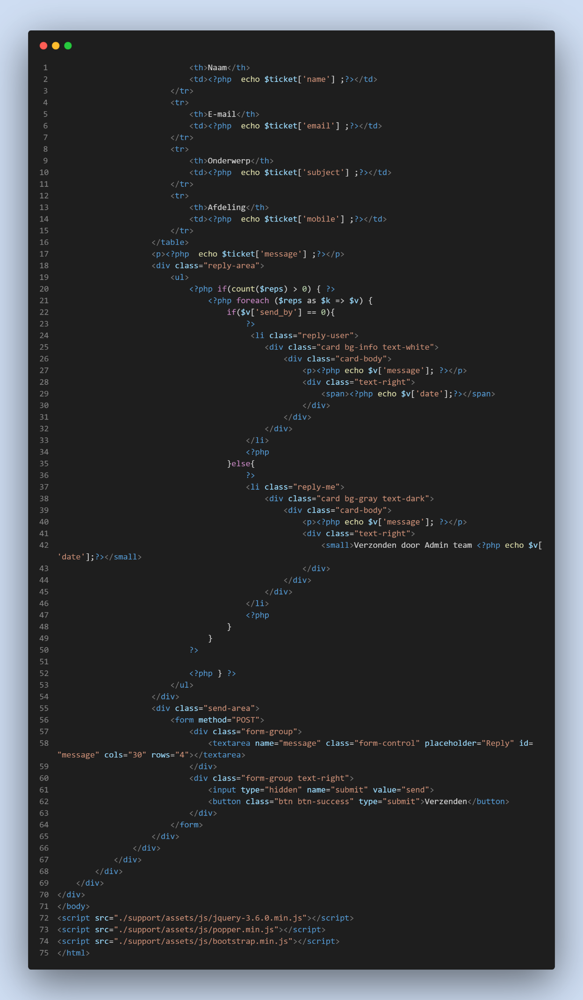 1 <th>Naam</th>
2 <td><?php  echo $ticket['name'] ;?></td>
3 </tr>
4 <tr>
5 <th>E-mail</th>
6 <td><?php  echo $ticket['email'] ;?></td>
7 </tr>
8 <tr>
9 <th>Onderwerp</th>
10 <td><?php  echo $ticket['subject'] ;?></td>
11 </tr>
12 <tr>
13 <th>Afdeling</th>
14 <td><?php  echo $ticket['mobile'] ;?></td>
15 </tr>
16 </table>
17 <p><?php  echo $ticket['message'] ;?></p>
18 <div class="reply-area">
19 <ul>
20 <?php if(count($reps) > 0) { ?>
21 <?php foreach ($reps as $k => $v) {
22 if($v['send_by'] == 0){
23 ?>
24 <li class="reply-user">
25 <div class="card bg-info text-white">
26 <div class="card-body">
27 <p><?php echo $v['message']; ?></p>
28 <div class="text-right">
29 <span><?php echo $v['date'];?></span>
30 </div>
31 </div>
32 </div>
33 </li>
34 <?php
35 }else{
36 ?>
37 <li class="reply-me">
38 <div class="card bg-gray text-dark">
39 <div class="card-body">
40 <p><?php echo $v['message']; ?></p>
41 <div class="text-right">
42 <small>Verzonden door Admin team <?php echo $v[
'date'];?></small>
43 </div>
44 </div>
45 </div>
46 </li>
47 <?php
48 }
49 }
50 ?>
51
52 <?php } ?>
53 </ul>
54 </div>
55 <div class="send-area">
56 <form method="POST">
57 <div class="form-group">
58 <textarea name="message" class="form-control" placeholder="Reply" id=
"message" cols="30" rows="4"></textarea>
59 </div>
60 <div class="form-group text-right">
61 <input type="hidden" name="submit" value="send">
62 <button class="btn btn-success" type="submit">Verzenden</button>
63 </div>
64 </form>
65 </div>
66 </div>
67 </div>
68 </div>
69 </div>
70 </div>
71 </body>
72 <script src="./support/assets/js/jquery-3.6.0.min.js"></script>
73 <script src="./support/assets/js/popper.min.js"></script>
74 <script src="./support/assets/js/bootstrap.min.js"></script>
75 </html>